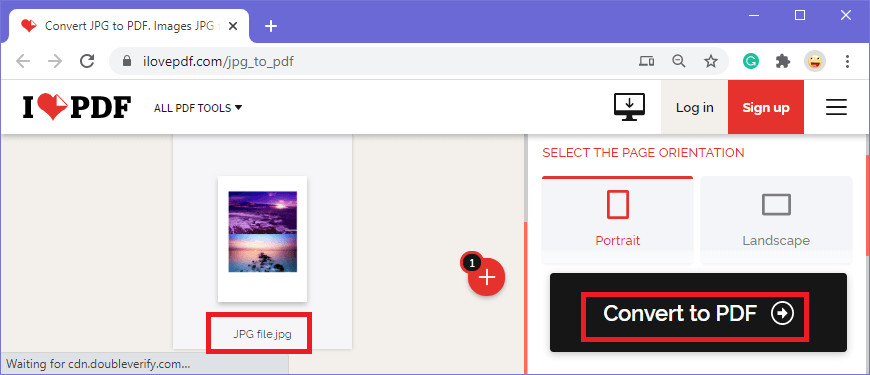 Convert JPG to PDF. Images JPG
ilovepdf.com/jpg_to_pdf
I PDF
ALL PDF TOOLS
Log in
Sign up
SELECT THE PAGE ORIENTATION
Portrait
Landscape
1
Convert to PDF
JPG file.jpg
Waiting for cdn.doubleverify.com...